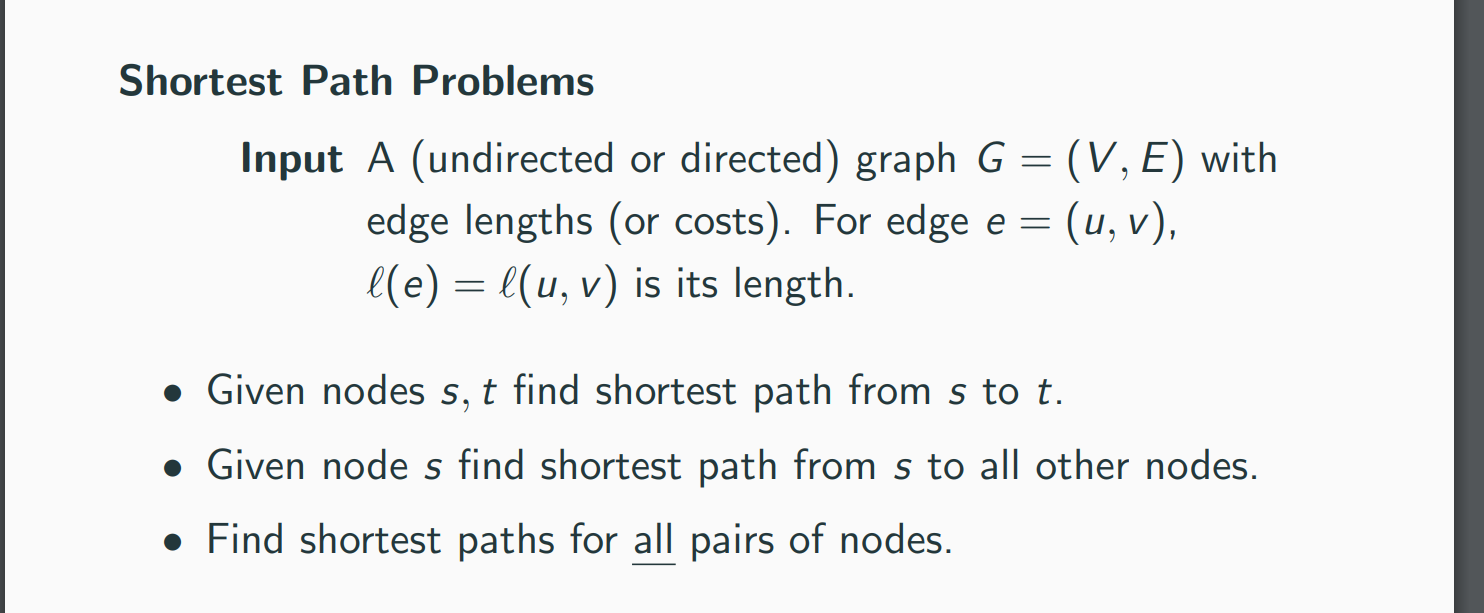 Shortest Path Problems
Input A (undirected or directed) graph G = (V, E) with
edge lengths (or costs). For edge e = (u, v),
ℓ(e) = ℓ(u, v) is its length.
• Given nodes s, t find shortest path from s to t.
• Given node s find shortest path from s to all other nodes.
• Find shortest paths for all pairs of nodes.